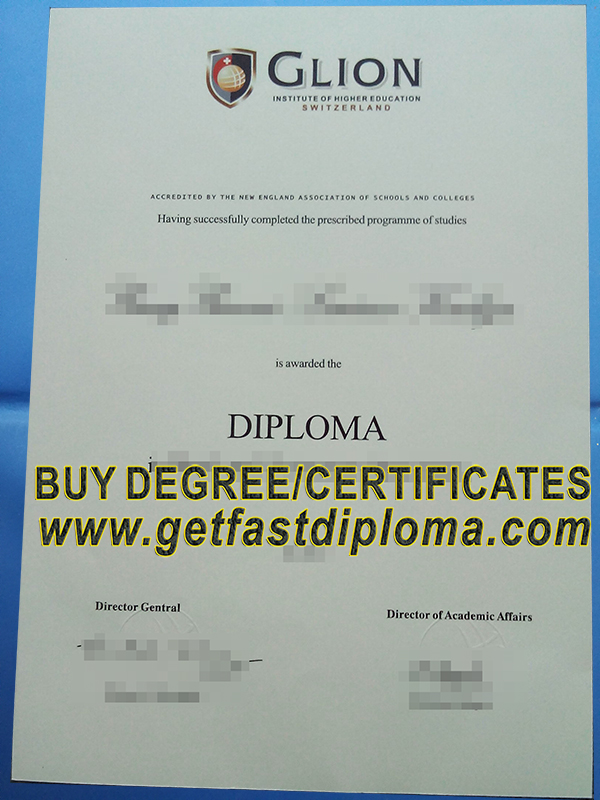 GLION
INSTITUTE OF HIGHER EDUCATION
SWITZERLAND
ACCREDITED BY THE NEW ENGLAND ASSOCIATION OF SCHOOLS AND COLLEGES
Having successfully completed the prescribed programme of studies
is awarded the
DIPLOMA
BUY DEGREE/CERTIFICATES
www.getfastdiploma.com
Director Gentral
Director of Academic Affairs